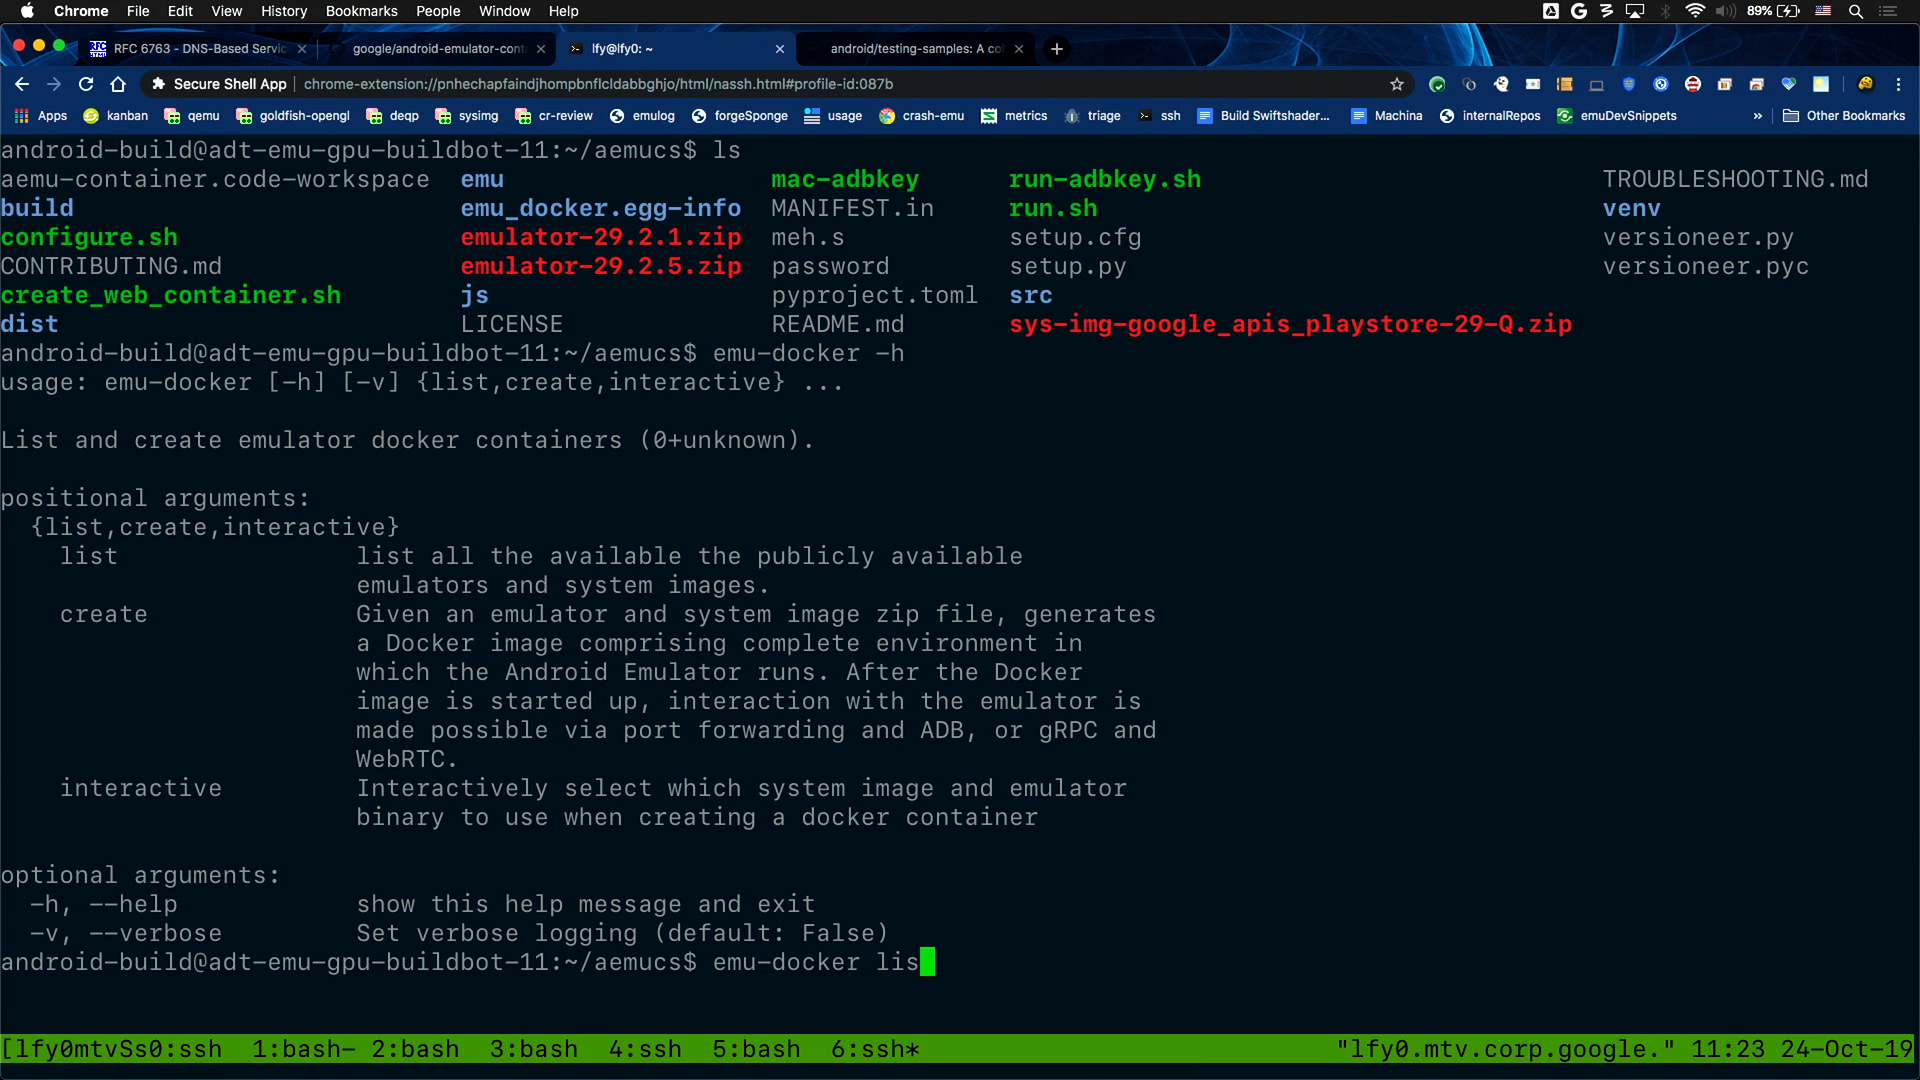 Chrome File Edit View History Bookmarks People Window Help 89%
RFC 6763 - DNS-Based Servic google/android-emulator-cont lfy@lfy0: ~ android/testing-samples: A co
Secure Shell App chrome-extension://pnhechapfaindjhompbnflcldabbghjo/html/nassh.html#profile-id:087b
Apps kanban qemu goldfish-opengl deqp sysimg cr-review emulog forgeSponge usage crash-emu metrics triage ssh Build Swiftshader... Machina internalRepos emuDevSnippets » Other Bookmarks
android-build@adt-emu-gpu-buildbot-11:~/aemucs$ ls
aemu-container.code-workspace emu mac-adbkey run-adbkey.sh TROUBLESHOOTING.md
build emu_docker.egg-info MANIFEST.in run.sh venv
configure.sh emulator-29.2.1.zip meh.s setup.cfg versioneer.py
CONTRIBUTING.md emulator-29.2.5.zip password setup.py versioneer.pyc
create_web_container.sh js pyproject.toml src
dist LICENSE README.md sys-img-google_apis_playstore-29-Q.zip
android-build@adt-emu-gpu-buildbot-11:~/aemucs$ emu-docker -h
usage: emu-docker [-h] [-v] {list,create,interactive} ...
List and create emulator docker containers (0+unknown).
positional arguments:
{list,create,interactive}
list list all the available the publicly available
emulators and system images.
create Given an emulator and system image zip file, generates
a Docker image comprising complete environment in
which the Android Emulator runs. After the Docker
image is started up, interaction with the emulator is
made possible via port forwarding and ADB, or gRPC and
WebRTC.
interactive Interactively select which system image and emulator
binary to use when creating a docker container
optional arguments:
-h, --help show this help message and exit
-v, --verbose Set verbose logging (default: False)
android-build@adt-emu-gpu-buildbot-11:~/aemucs$ emu-docker lis
[lfy0mtvSs0:ssh 1:bash- 2:bash 3:bash 4:ssh 5:bash 6:ssh* "lfy0.mtv.corp.google." 11:23 24-Oct-19